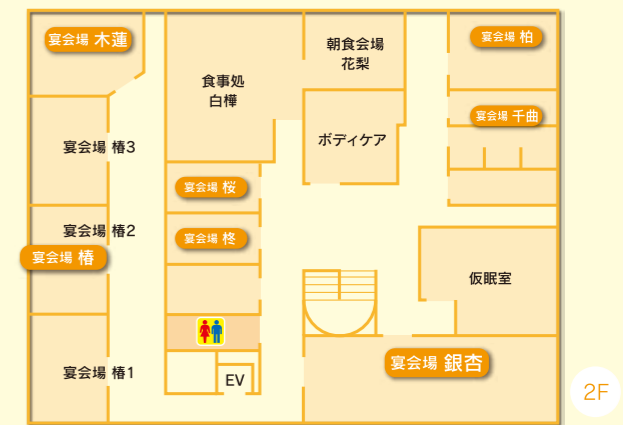 宴会場 木蓮
朝食会場
花梨
宴会場 柏
食事処
白樺
宴会場 千曲
ボディケア
宴会場 椿3
宴会場 桜
宴会場 椿2
宴会場 柊
宴会場 椿
仮眠室
宴会場 銀杏
宴会場 椿1
EV
2F